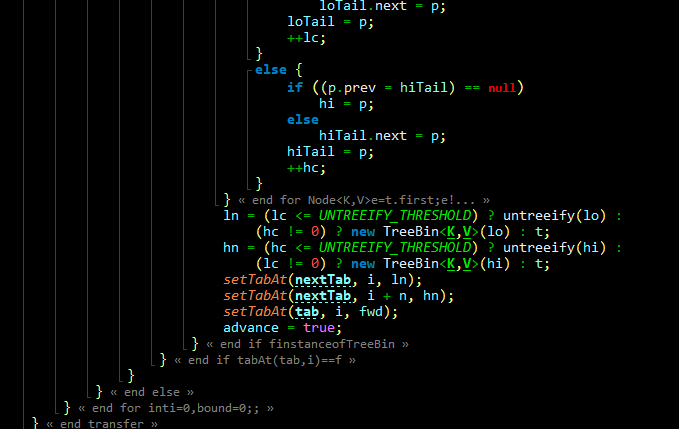 loTail.next = p;
loTail = p;
++lc;
}
else {
if ((p.prev = hiTail) == null)
hi = p;
else
hiTail.next = p;
hiTail = p;
++hc;
}
} « end for Node<K,V>e=t.first;e!... »
ln = (lc <= UNTREEIFY_THRESHOLD) ? untreeify(lo) :
(hc != 0) ? new TreeBin<K,V>(lo) : t;
hn = (hc <= UNTREEIFY_THRESHOLD) ? untreeify(hi) :
(lc != 0) ? new TreeBin<K,V>(hi) : t;
setTabAt(nextTab, i, ln);
setTabAt(nextTab, i + n, hn);
setTabAt(tab, i, fwd);
advance = true;
} « end if finstanceofTreeBin »
} « end if tabAt(tab,i)==f »
}
} « end else »
} « end for inti=0,bound=0;; »
} « end transfer »